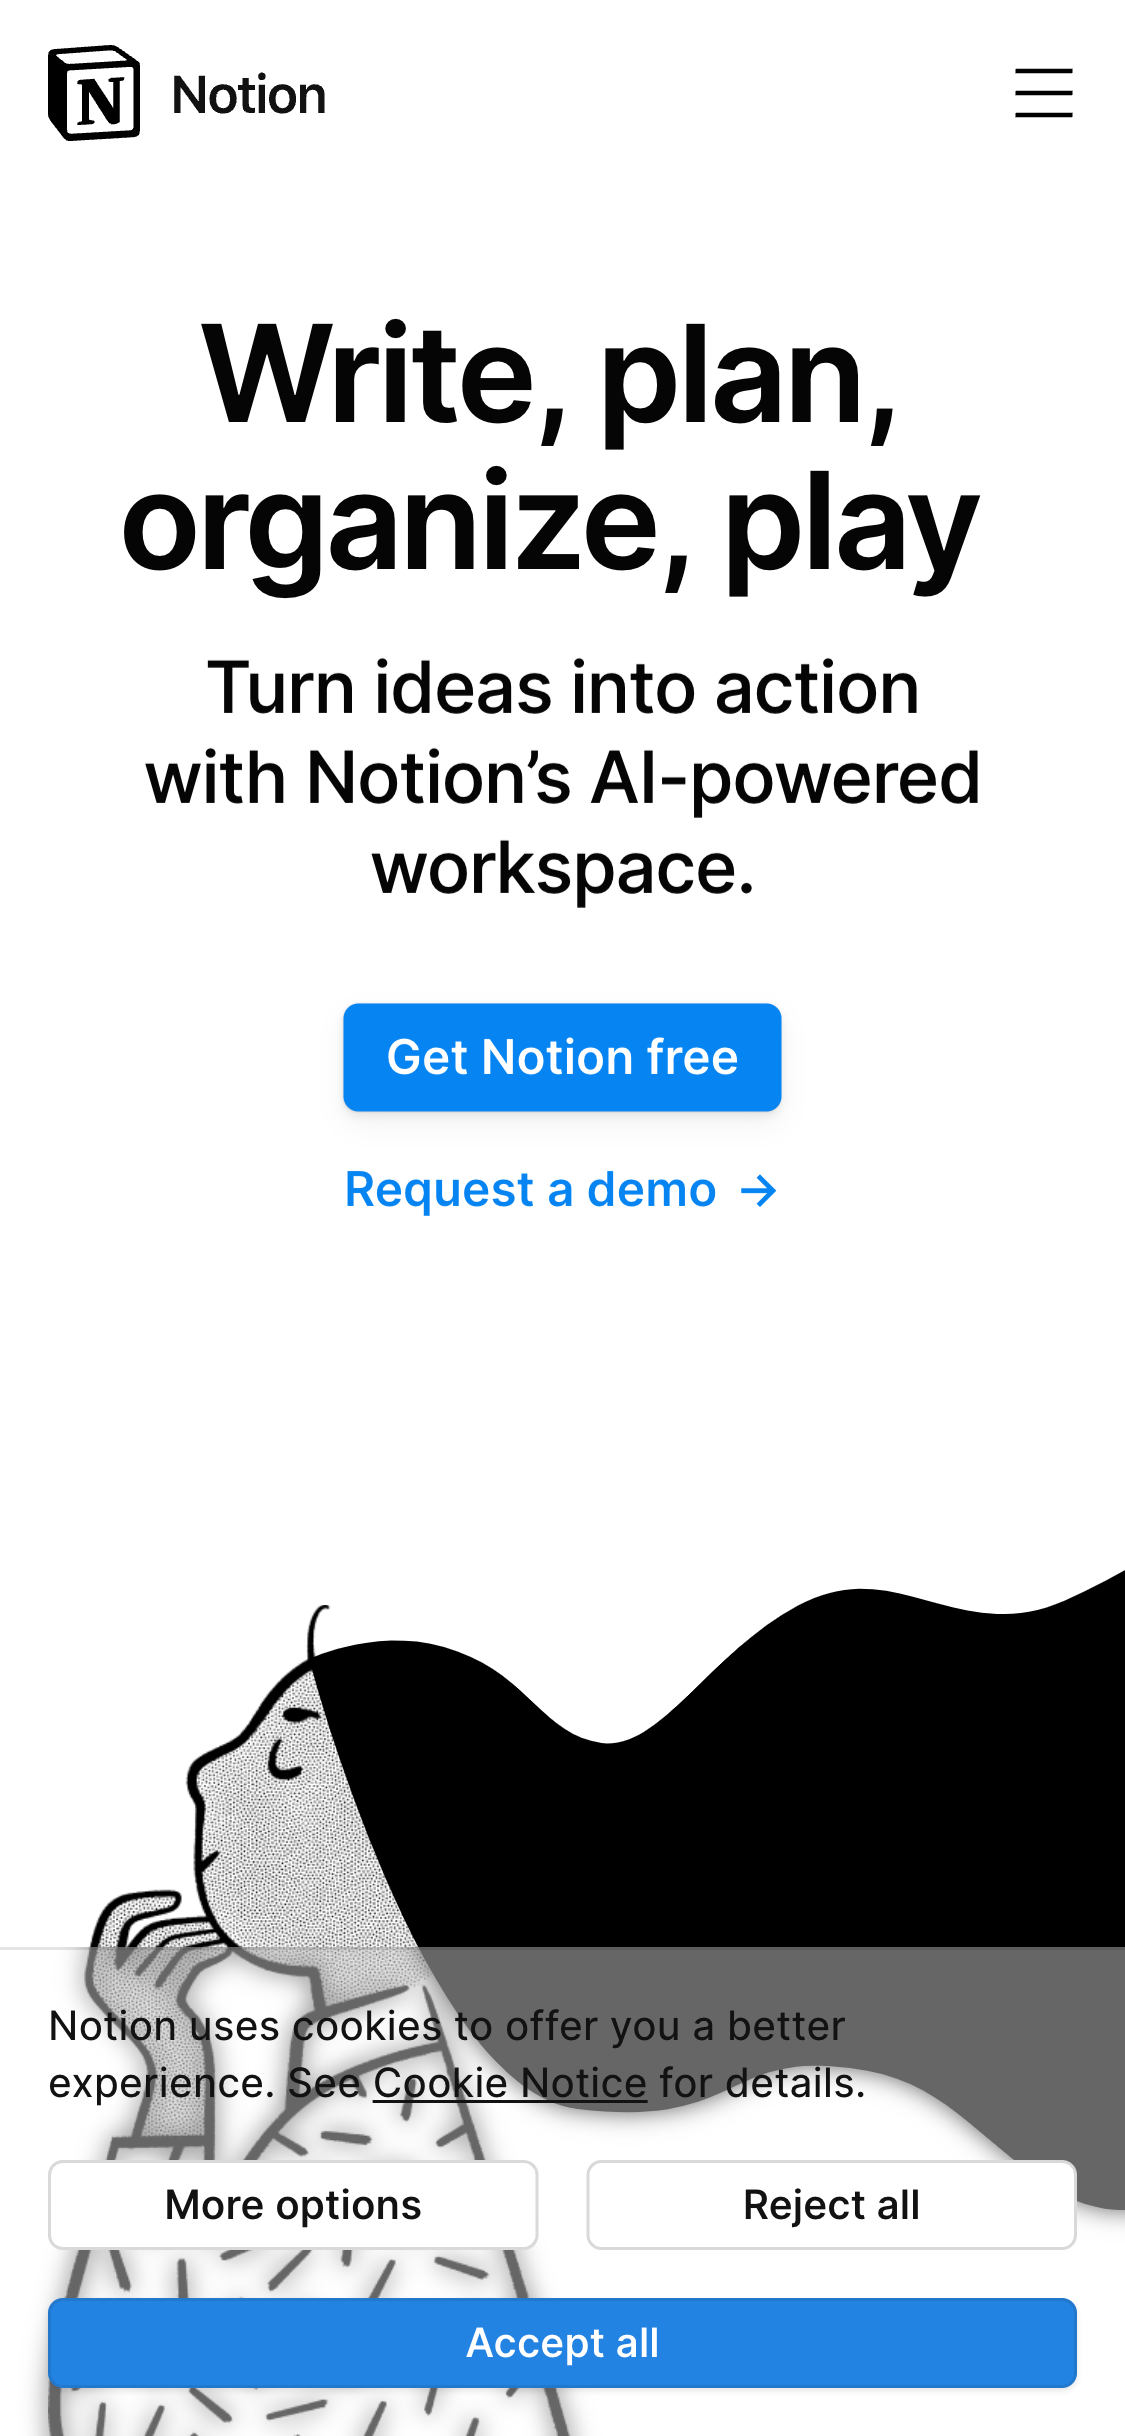 N Notion
Write, plan,
organize, play
Turn ideas into action
with Notion’s AI-powered
workspace.
Get Notion free
Request a demo →
Notion uses cookies to offer you a better
experience. See Cookie Notice for details.
More options
Reject all
Accept all